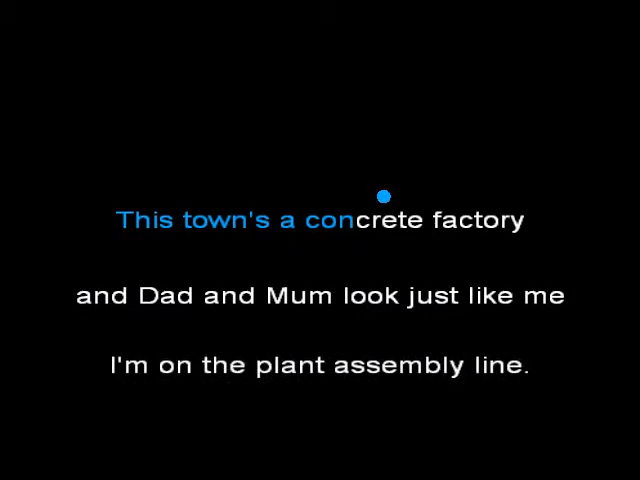 This town's a concrete factory
and Dad and Mum look just like me
I'm on the plant assembly line.